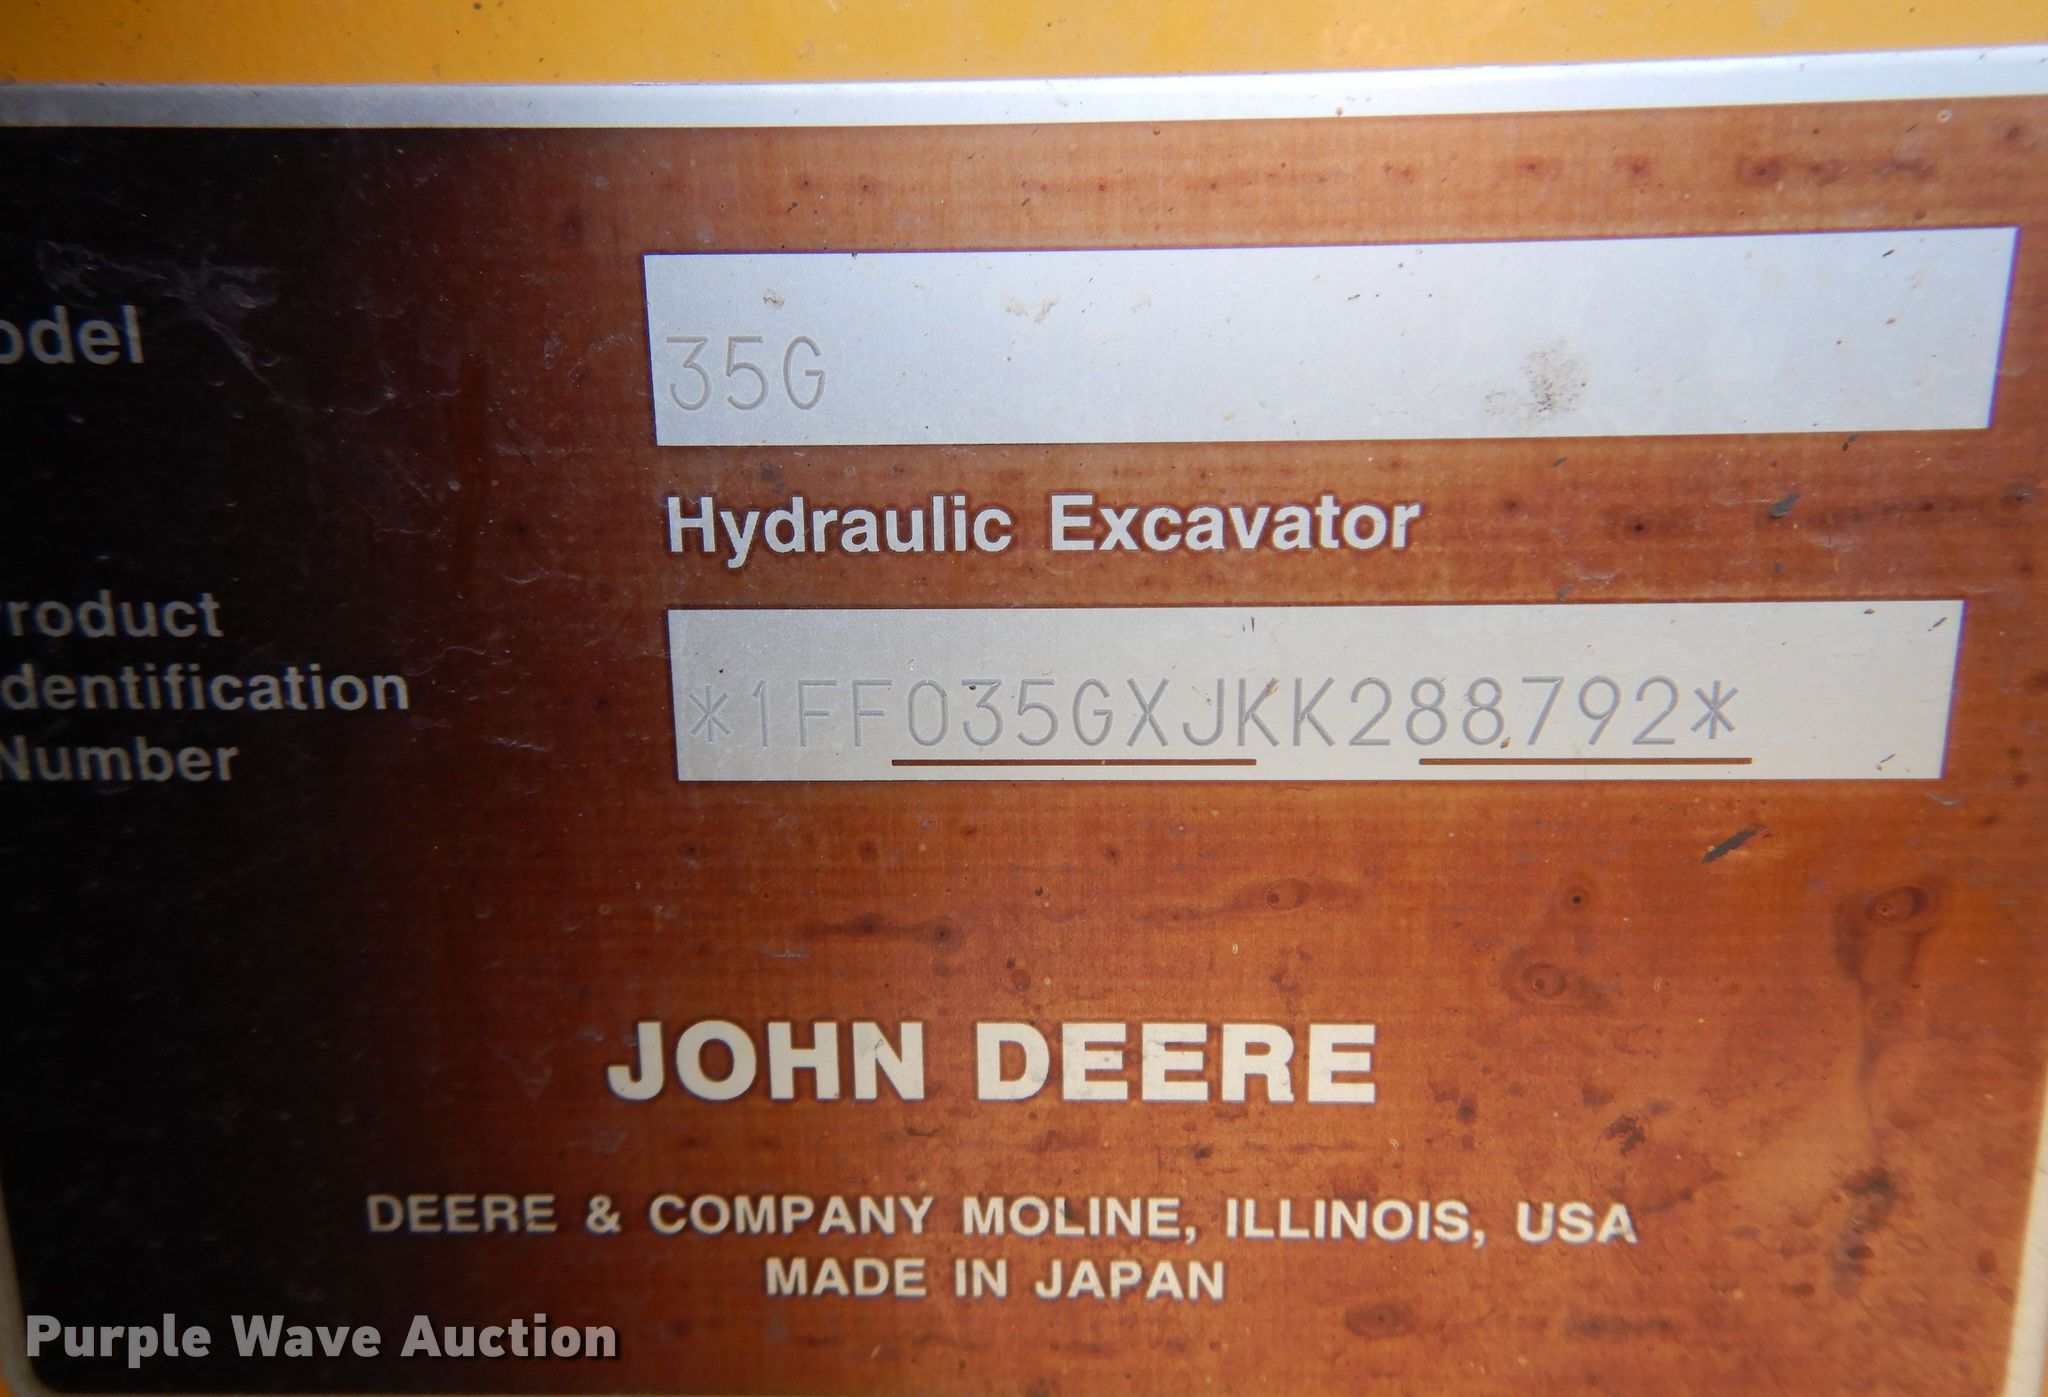 odel
35G
Hydraulic Excavator
roduct
dentification
Number
*1FF035GXJKK288792*
JOHN DEERE
DEERE & COMPANY MOLINE, ILLINOIS, USA
MADE IN JAPAN
Purple Wave Auction